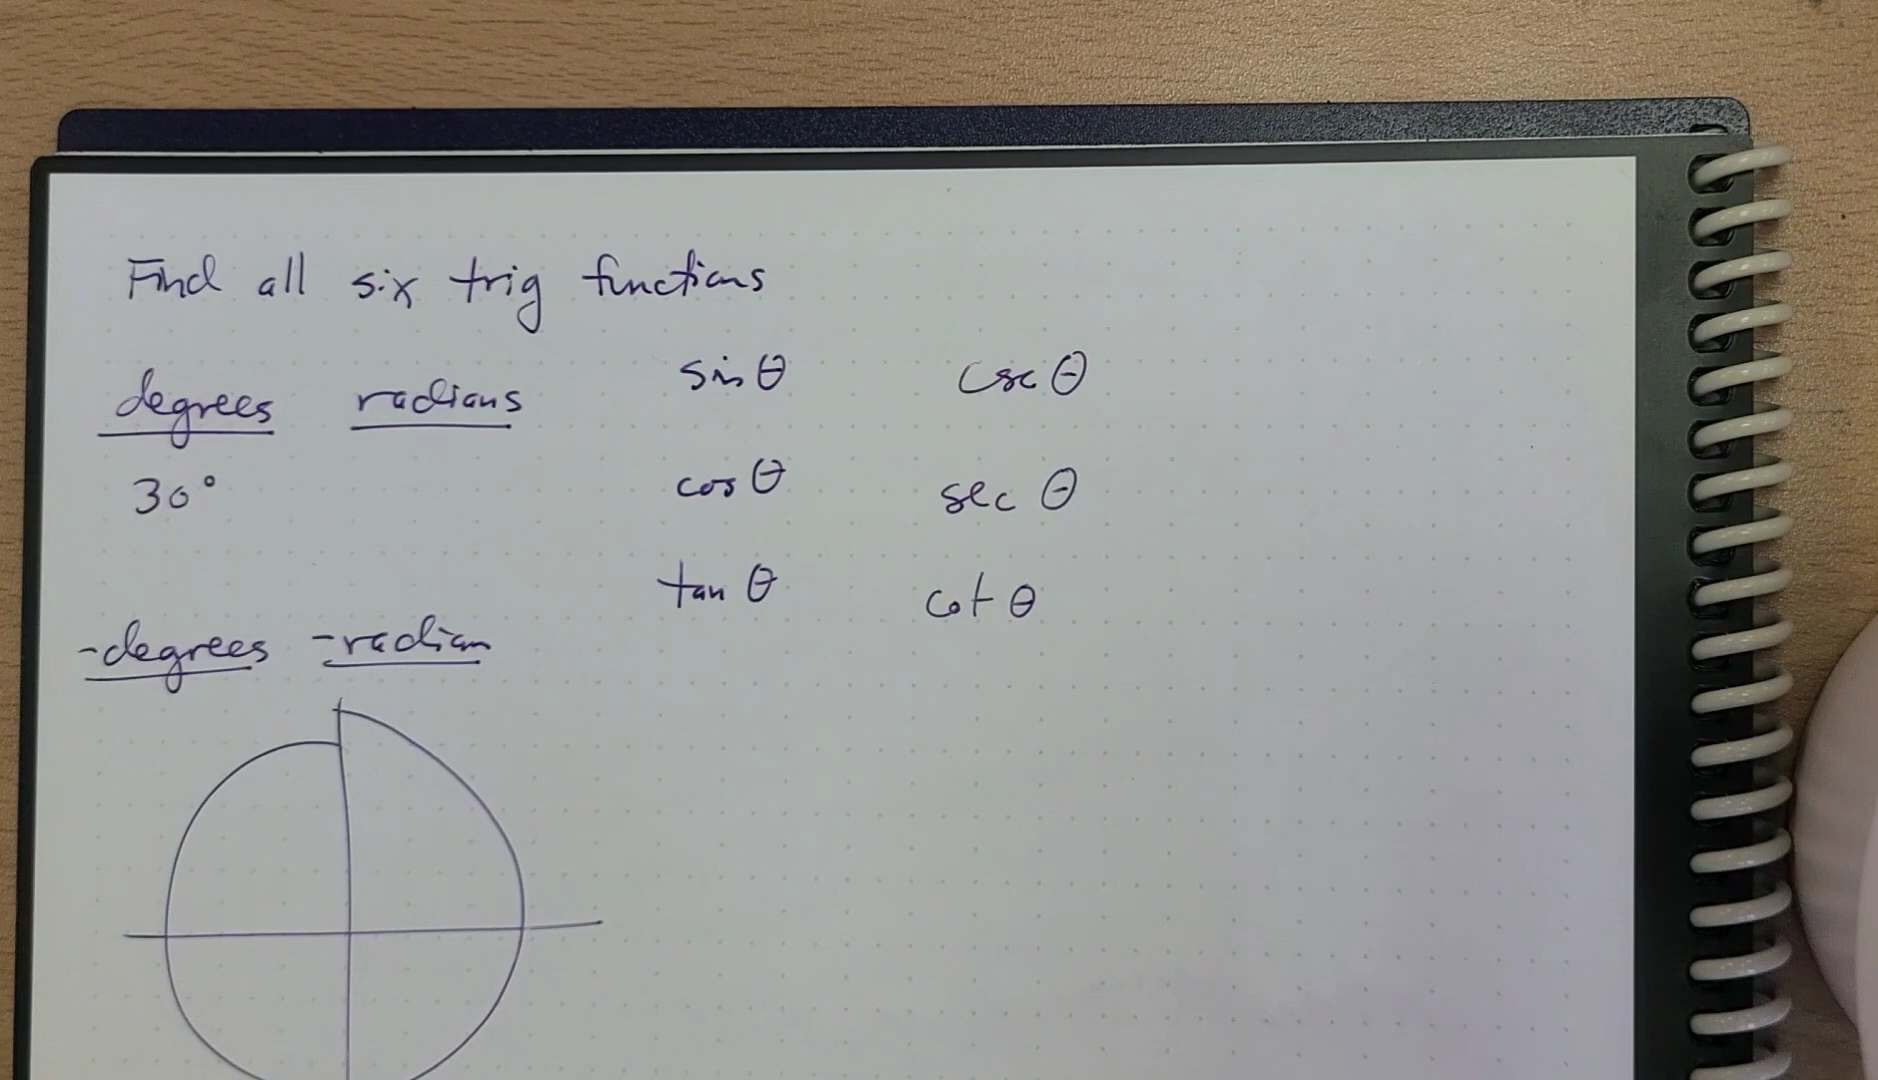 Find all six trig functions
degrees radians sin θ csc θ
30° cos θ sec θ
tan θ cot θ
-degrees -radian